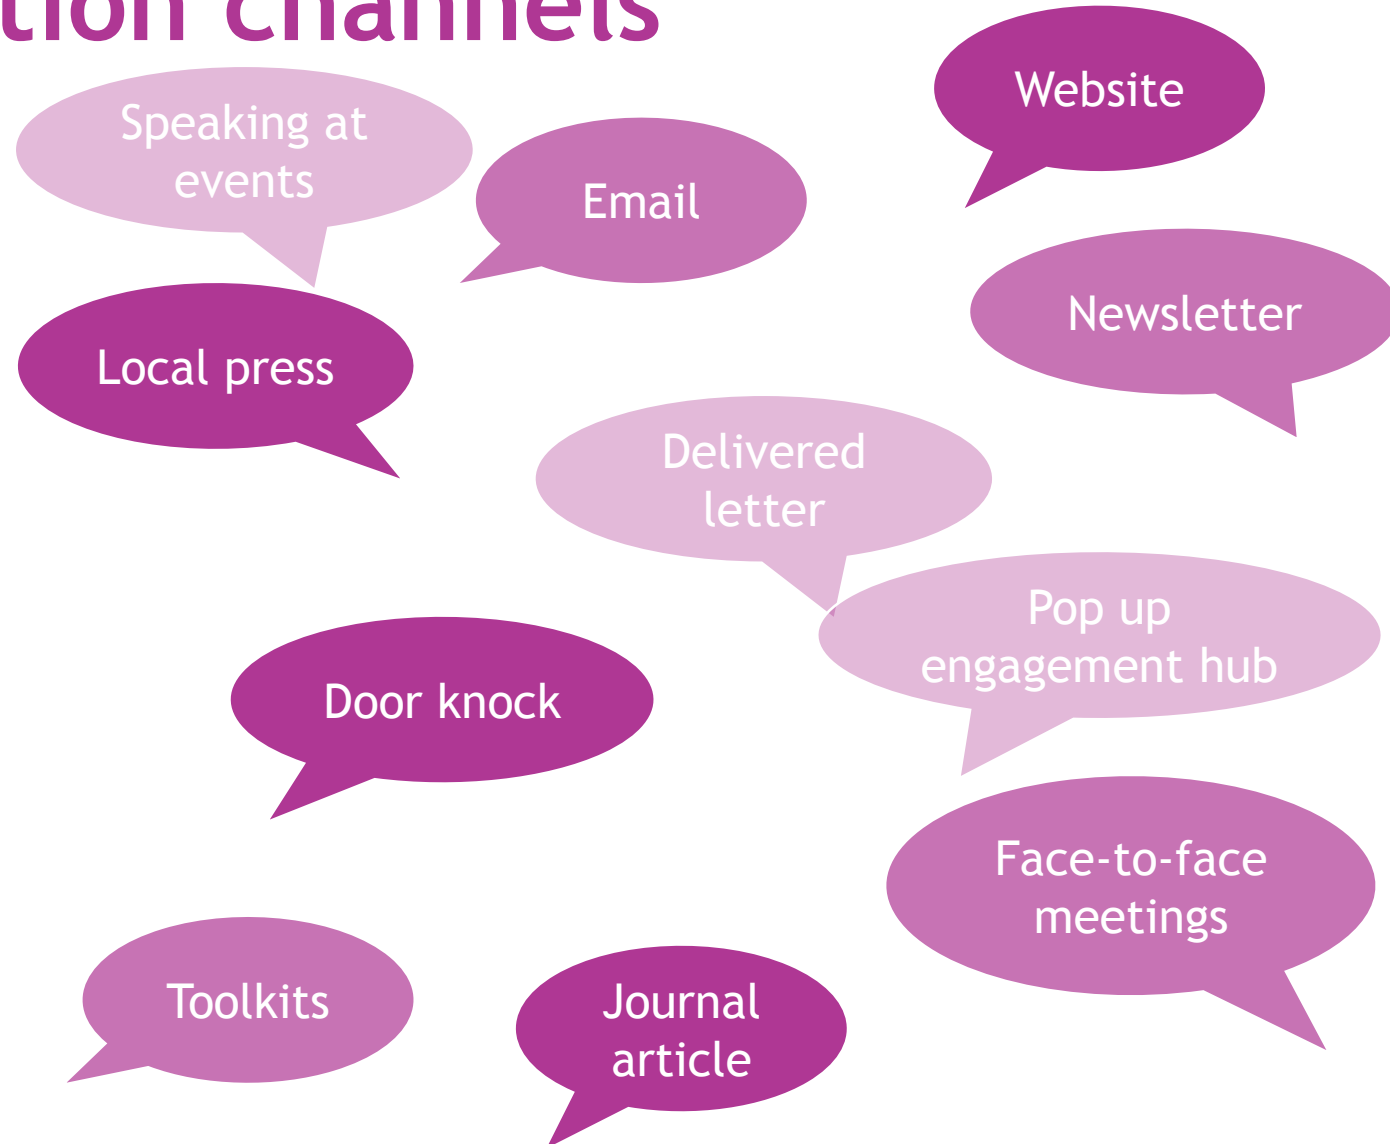 tion channels
Speaking at
events
Website
Email
Newsletter
Local press
Delivered
letter
Pop up
engagement hub
Door knock
Face-to-face
meetings
Toolkits
Journal
article